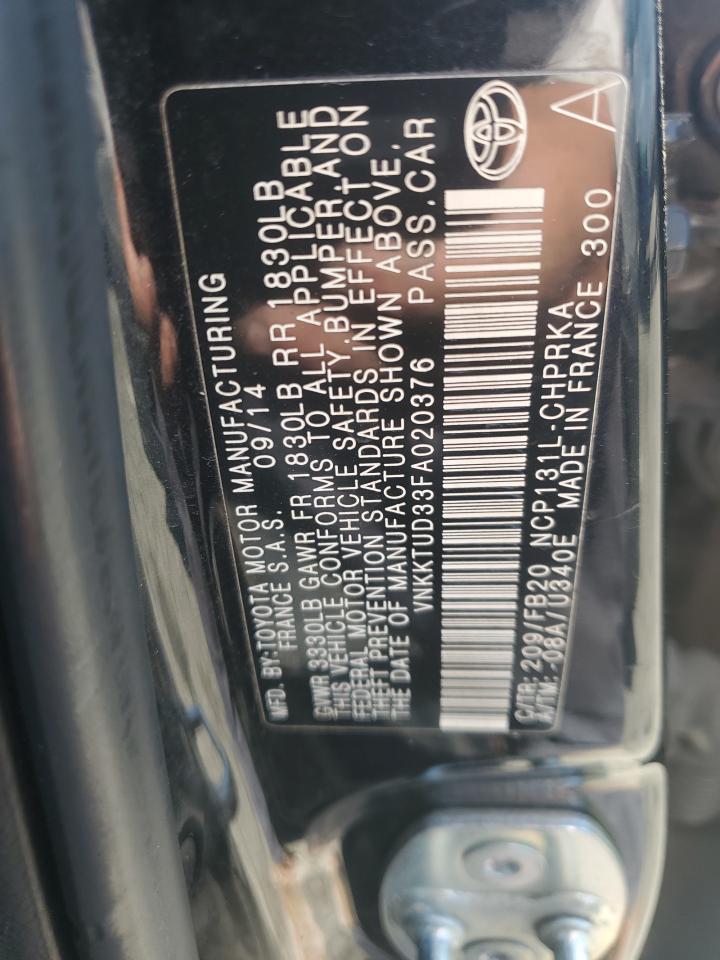 MFD. BY:TOYOTA MOTOR MANUFACTURING
FRANCE S.A.S. 09/14
GVWR 3330LB GAWR FR 1830LB RR 1830LB
THIS VEHICLE CONFORMS TO ALL APPLICABLE
FEDERAL MOTOR VEHICLE SAFETY,BUMPER,AND
THEFT PREVENTION STANDARDS IN EFFECT ON
THE DATE OF MANUFACTURE SHOWN ABOVE.
VNKKTUD33FA020376 PASS.CAR
C/TR: 209/FB20 NCP131L-CHPRKA
A/TM: -08A/U340E MADE IN FRANCE 300
A